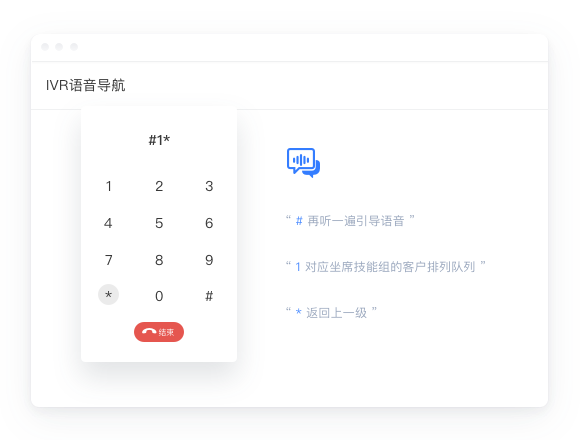 IVR语音导航
#1*
1 2 3
4 5 6
7 8 9
* 0 #
结束
“ # 再听一遍引导语音 ”
“ 1 对应坐席技能组的客户排列队列 ”
“ * 返回上一级 ”